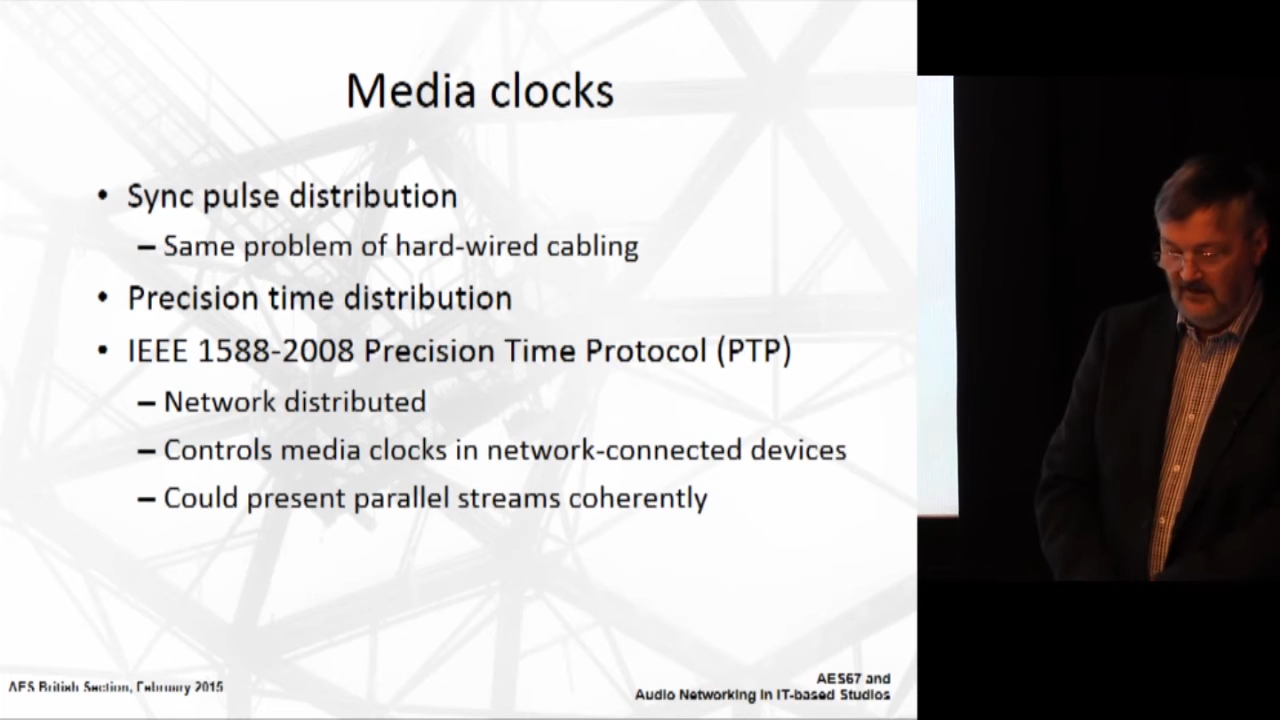 Media clocks
• Sync pulse distribution
– Same problem of hard-wired cabling
• Precision time distribution
• IEEE 1588-2008 Precision Time Protocol (PTP)
– Network distributed
– Controls media clocks in network-connected devices
– Could present parallel streams coherently
AES British Section, February 2015
AES67 and
Audio Networking in IT-based Studios